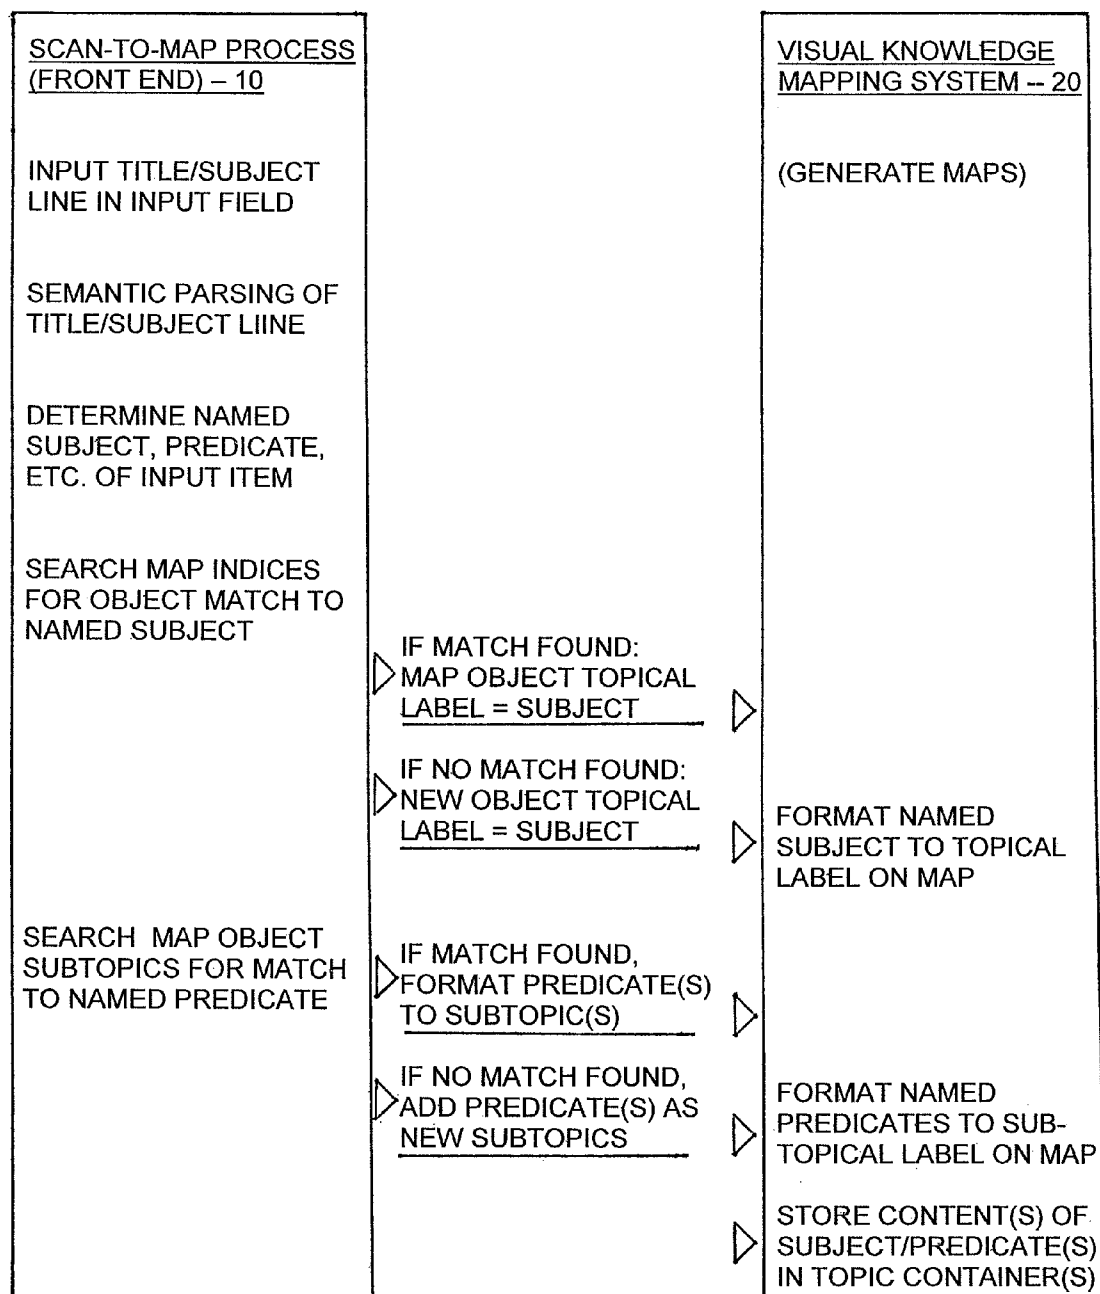 SCAN-TO-MAP PROCESS
(FRONT END) – 10
INPUT TITLE/SUBJECT
LINE IN INPUT FIELD
SEMANTIC PARSING OF
TITLE/SUBJECT LIINE
DETERMINE NAMED
SUBJECT, PREDICATE,
ETC. OF INPUT ITEM
SEARCH MAP INDICES
FOR OBJECT MATCH TO
NAMED SUBJECT
SEARCH MAP OBJECT
SUBTOPICS FOR MATCH
TO NAMED PREDICATE
IF MATCH FOUND:
MAP OBJECT TOPICAL
LABEL = SUBJECT
IF NO MATCH FOUND:
NEW OBJECT TOPICAL
LABEL = SUBJECT
IF MATCH FOUND,
FORMAT PREDICATE(S)
TO SUBTOPIC(S)
IF NO MATCH FOUND,
ADD PREDICATE(S) AS
NEW SUBTOPICS
VISUAL KNOWLEDGE
MAPPING SYSTEM -- 20
(GENERATE MAPS)
FORMAT NAMED
SUBJECT TO TOPICAL
LABEL ON MAP
FORMAT NAMED
PREDICATES TO SUB-
TOPICAL LABEL ON MAP
STORE CONTENT(S) OF
SUBJECT/PREDICATE(S)
IN TOPIC CONTAINER(S)